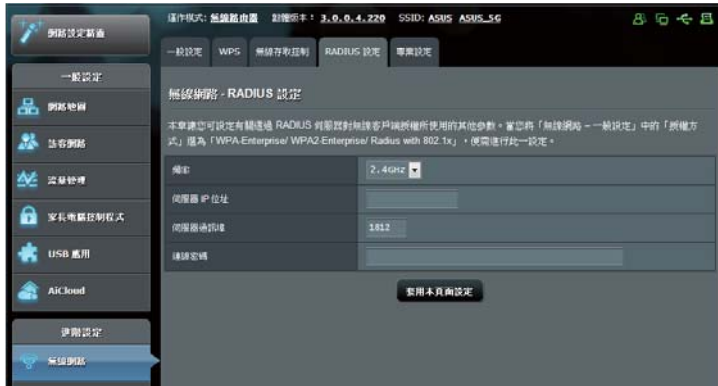 網路設定精靈
運作模式: 無線路由器 韌體版本: 3.0.0.4.220 SSID: ASUS ASUS_5G
一般設定 WPS 無線存取控制 RADIUS 設定 專業設定
一般設定
網路地圖
訪客網路
流量管理
家長電腦控制程式
USB 應用
AiCloud
進階設定
無線網路
無線網路 - RADIUS 設定
本章讓您可設定有關透過 RADIUS 伺服器對無線客戶端授權所使用的其他參數。當您將「無線網路 – 一般設定」中的「授權方
式」選為「WPA-Enterprise/ WPA2-Enterprise/ Radius with 802.1x」,便需進行此一設定。
頻率 2.4GHz
伺服器 IP 位址
伺服器通訊埠 1812
連線密碼
套用本頁面設定